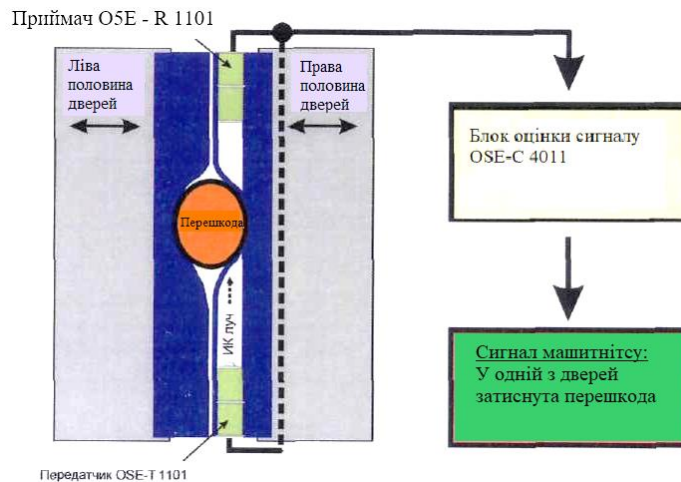 Приймач О5Е - R 1101
Ліва
половина
дверей
Права
половина
дверей
Перешкода
ИК луч
Передатчик OSE-T 1101
Блок оцінки сигналу
OSE-C 4011
Сигнал машитнітсу:
У одній з дверей
затиснута перешкода